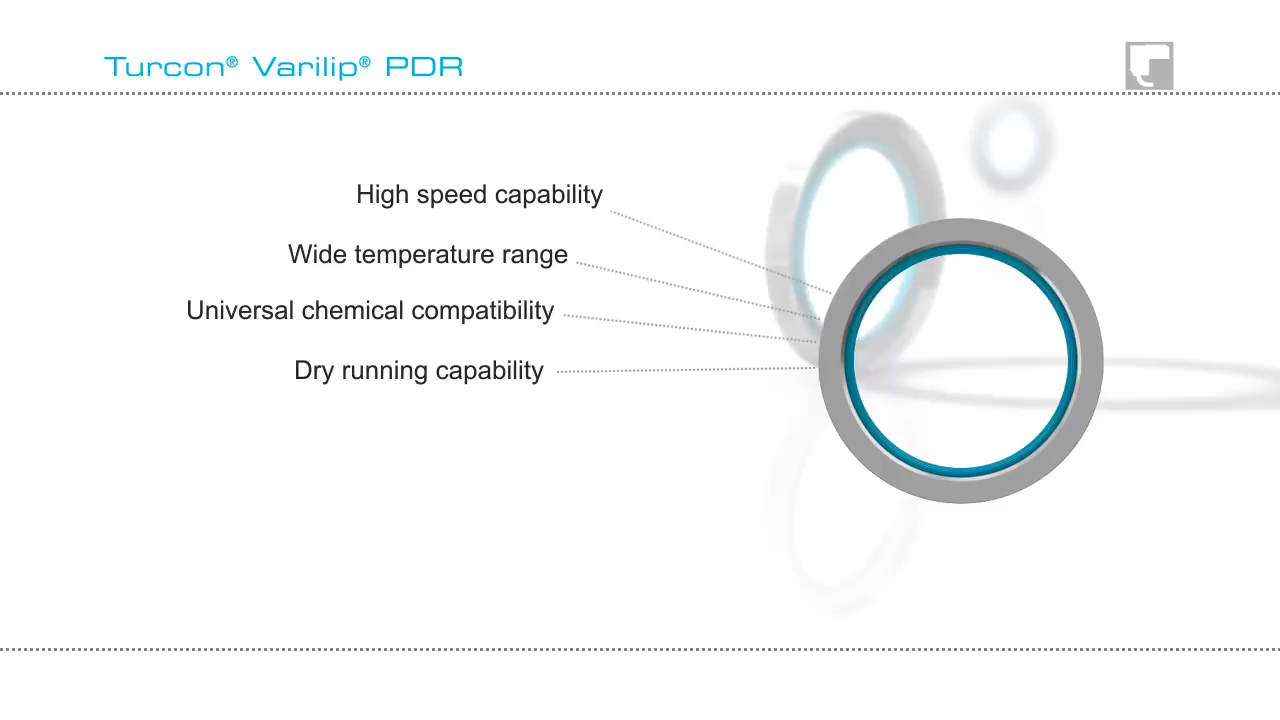 Turcon® Varilip® PDR
High speed capability
Wide temperature range
Universal chemical compatibility
Dry running capability